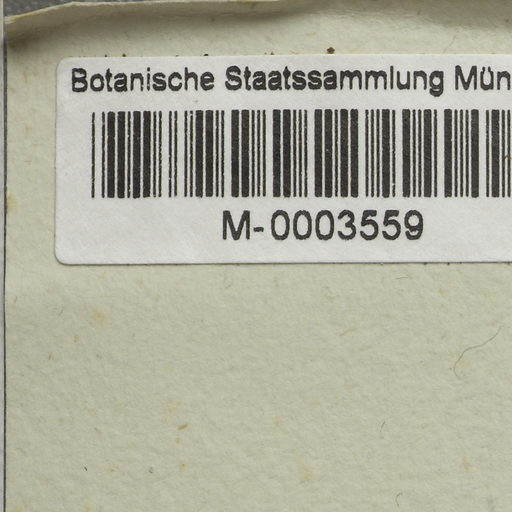 Botanische Staatssammlung Mün
M-0003559